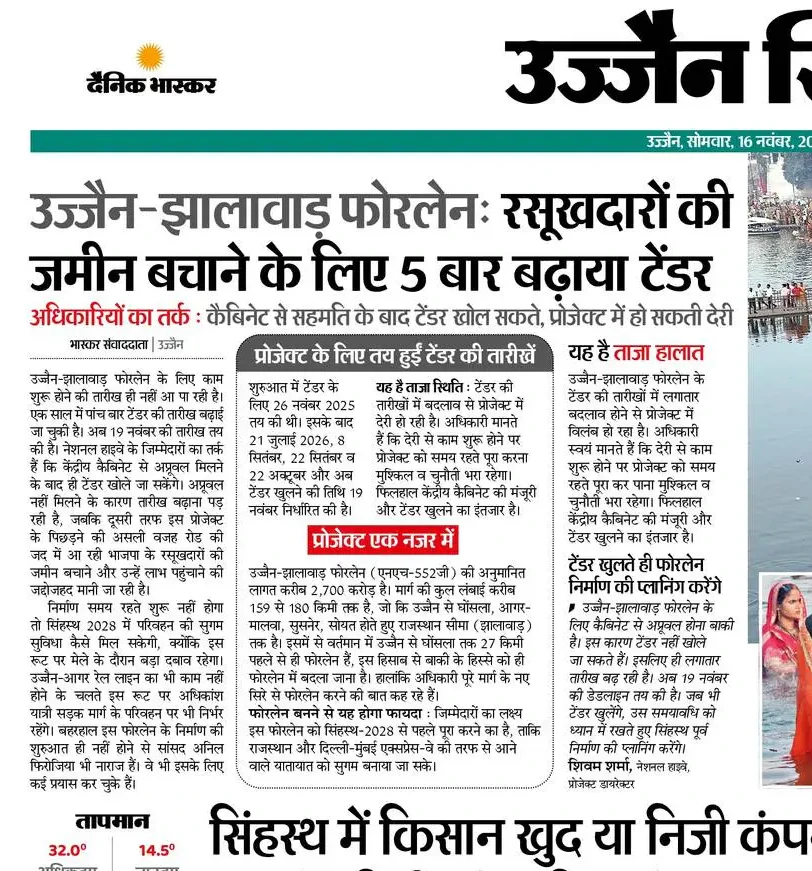 दैनिक भास्कर
उज्जैन
उज्जैन, सोमवार, 16 नवंबर, 20
उज्जैन-झालावाड़ फोरलेन: रसूखदारों की
जमीन बचाने के लिए 5 बार बढ़ाया टेंडर
अधिकारियों का तर्क : कैबिनेट से सहमति के बाद टेंडर खोल सकते, प्रोजेक्ट में हो सकती देरी
भास्कर संवाददाता | उज्जैन
उज्जैन-झालावाड़ फोरलेन के लिए काम
शुरू होने की तारीख ही नहीं आ पा रही है।
एक साल में पांच बार टेंडर की तारीख बढ़ाई
जा चुकी है। अब 19 नवंबर की तारीख तय
की है। नेशनल हाइवे के जिम्मेदारों का तर्क
हैं कि केंद्रीय कैबिनेट से अप्रूवल मिलने
के बाद ही टेंडर खोले जा सकेंगे। अप्रूवल
नहीं मिलने के कारण तारीख बढ़ाना पड़
रही है, जबकि दूसरी तरफ इस प्रोजेक्ट
के पिछड़ने की असली वजह रोड की
जद में आ रही भाजपा के रसूखदारों की
जमीन बचाने और उन्हें लाभ पहुंचाने की
जद्दोजहद मानी जा रही है।
निर्माण समय रहते शुरू नहीं होगा
तो सिंहस्थ 2028 में परिवहन की सुगम
सुविधा कैसे मिल सकेगी, क्योंकि इस
रूट पर मेले के दौरान बड़ा दबाव रहेगा।
उज्जैन-आगर रेल लाइन का भी काम नहीं
होने के चलते इस रूट पर अधिकांश
यात्री सड़क मार्ग के परिवहन पर भी निर्भर
रहेंगे। बहरहाल इस फोरलेन के निर्माण की
शुरुआत ही नहीं होने से सांसद अनिल
फिरोजिया भी नाराज हैं। वे भी इसके लिए
कई प्रयास कर चुके हैं।
प्रोजेक्ट के लिए तय हुईं टेंडर की तारीखें
शुरुआत में टेंडर के
लिए 26 नवंबर 2025
तय की थी। इसके बाद
21 जुलाई 2026, 8
सितंबर, 22 सितंबर व
22 अक्टूबर और अब
टेंडर खुलने की तिथि 19
नवंबर निर्धारित की है।
यह है ताजा स्थिति : टेंडर की
तारीखों में बदलाव से प्रोजेक्ट में
देरी हो रही है। अधिकारी मानते
हैं कि देरी से काम शुरू होने पर
प्रोजेक्ट को समय रहते पूरा करना
मुश्किल व चुनौती भरा रहेगा।
फिलहाल केंद्रीय कैबिनेट की मंजूरी
और टेंडर खुलने का इंतजार है।
प्रोजेक्ट एक नजर में
उज्जैन-झालावाड़ फोरलेन (एनएच-552जी) की अनुमानित
लागत करीब 2,700 करोड़ है। मार्ग की कुल लंबाई करीब
159 से 180 किमी तक है, जो कि उज्जैन से घोंसला, आगर-
मालवा, सुसनेर, सोयत होते हुए राजस्थान सीमा (झालावाड़)
तक है। इसमें से वर्तमान में उज्जैन से घोंसला तक 27 किमी
पहले से ही फोरलेन हैं, इस हिसाब से बाकी के हिस्से को ही
फोरलेन में बदला जाना है। हालांकि अधिकारी पूरे मार्ग के नए
सिरे से फोरलेन करने की बात कह रहे हैं।
फोरलेन बनने से यह होगा फायदा : जिम्मेदारों का लक्ष्य
इस फोरलेन को सिंहस्थ-2028 से पहले पूरा करने का है, ताकि
राजस्थान और दिल्ली-मुंबई एक्सप्रेस-वे की तरफ से आने
वाले यातायात को सुगम बनाया जा सके।
यह है ताजा हालात
उज्जैन-झालावाड़ फोरलेन के
टेंडर की तारीखों में लगातार
बदलाव होने से प्रोजेक्ट में
विलंब हो रहा है। अधिकारी
स्वयं मानते हैं कि देरी से काम
शुरू होने पर प्रोजेक्ट को समय
रहते पूरा कर पाना मुश्किल व
चुनौती भरा रहेगा। फिलहाल
केंद्रीय कैबिनेट की मंजूरी और
टेंडर खुलने का इंतजार है।
टेंडर खुलते ही फोरलेन
निर्माण की प्लानिंग करेंगे
उज्जैन-झालावाड़ फोरलेन के
लिए कैबिनेट से अप्रूवल होना बाकी
है। इस कारण टेंडर नहीं खोले
जा सकते हैं। इसलिए ही लगातार
तारीख बढ़ रही है। अब 19 नवंबर
की डेडलाइन तय की है। जब भी
टेंडर खुलेंगे, उस समयावधि को
ध्यान में रखते हुए सिंहस्थ पूर्व
निर्माण की प्लानिंग करेंगे।
शिवम शर्मा, नेशनल हाइवे,
प्रोजेक्ट डायरेक्टर
तापमान
32.0⁰ 14.5⁰
सिंहस्थ में किसान खुद या निजी